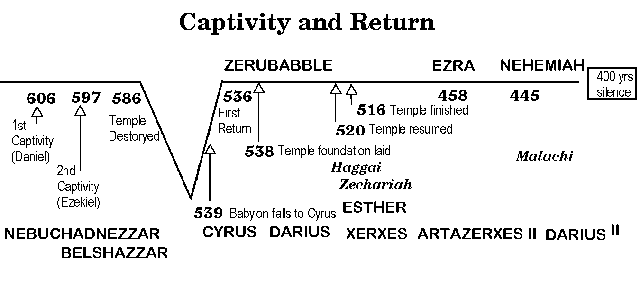 Captivity and Return
ZERUBABBLE
EZRA
NEHEMIAH
400 yrs
silence
606
597
586
536
458
445
1st
Captivity
(Daniel)
2nd
Captivity
(Ezekiel)
Temple
Destoryed
First
Return
516 Temple finished
520 Temple resumed
538 Temple foundation laid
Haggai
Zechariah
Malachi
539 Babyon falls to Cyrus
ESTHER
NEBUCHADNEZZAR
BELSHAZZAR
CYRUS
DARIUS
XERXES
ARTAZERXES II
DARIUS II